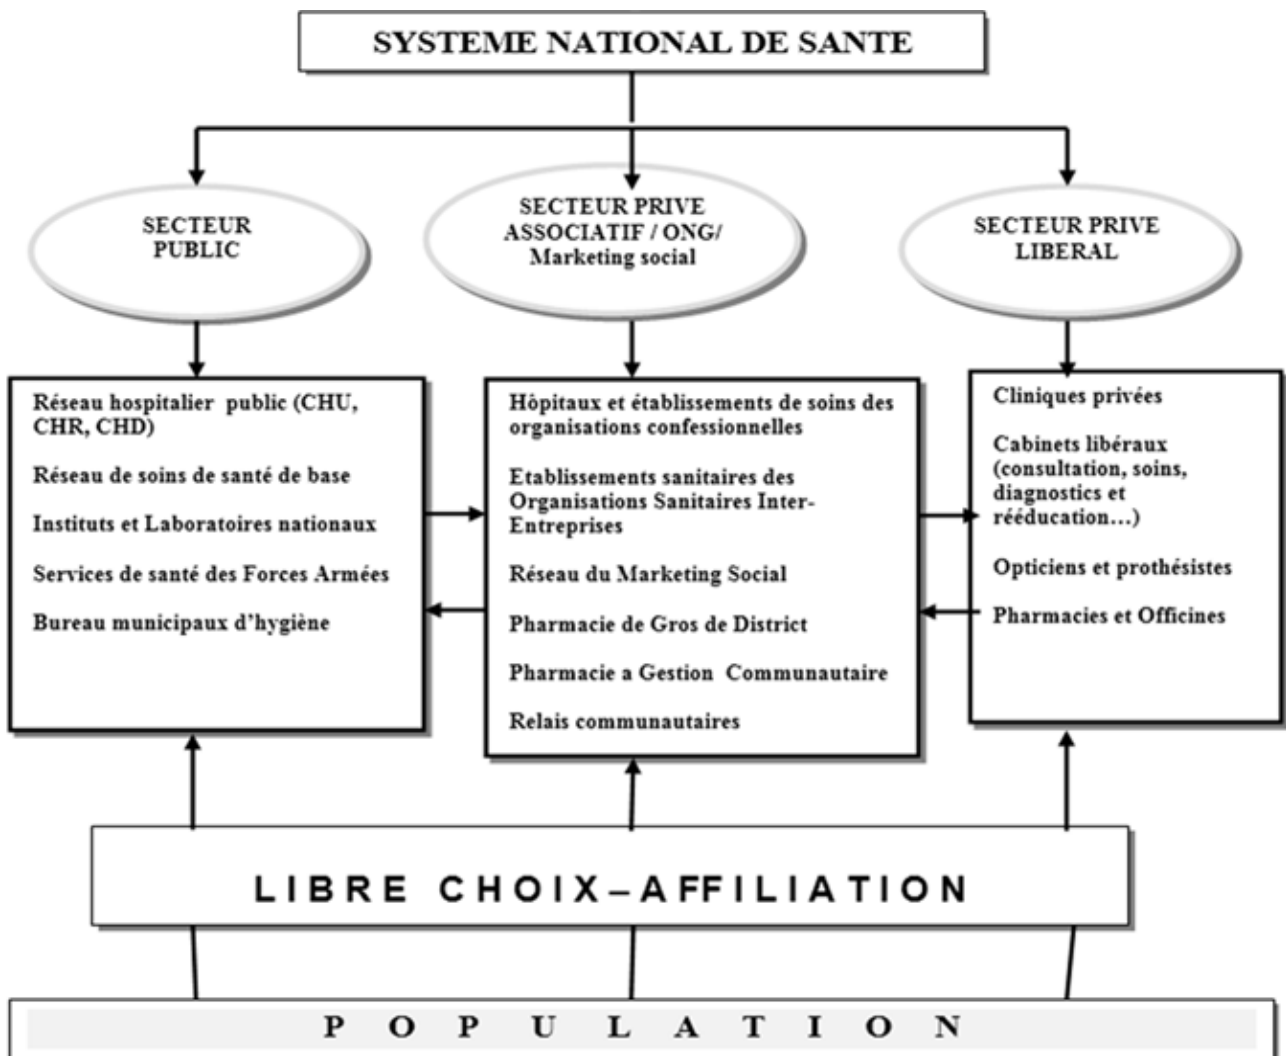 SYSTEME NATIONAL DE SANTE
SECTEUR
PUBLIC
SECTEUR PRIVE
ASSOCIATIF / ONG/
Marketing social
SECTEUR PRIVE
LIBERAL
Réseau hospitalier public (CHU,
CHR, CHD)
Réseau de soins de santé de base
Instituts et Laboratoires nationaux
Services de santé des Forces Armées
Bureau municipaux d'hygiène
Hôpitaux et établissements de soins des
organisations confessionnelles
Etablissements sanitaires des
Organisations Sanitaires Inter-
Entreprises
Réseau du Marketing Social
Pharmacie de Gros de District
Pharmacie a Gestion Communautaire
Relais communautaires
Cliniques privées
Cabinets libéraux
(consultation, soins,
diagnostics et
rééducation…)
Opticiens et prothésistes
Pharmacies et Officines
LIBRE CHOIX–AFFILIATION
POPULATION